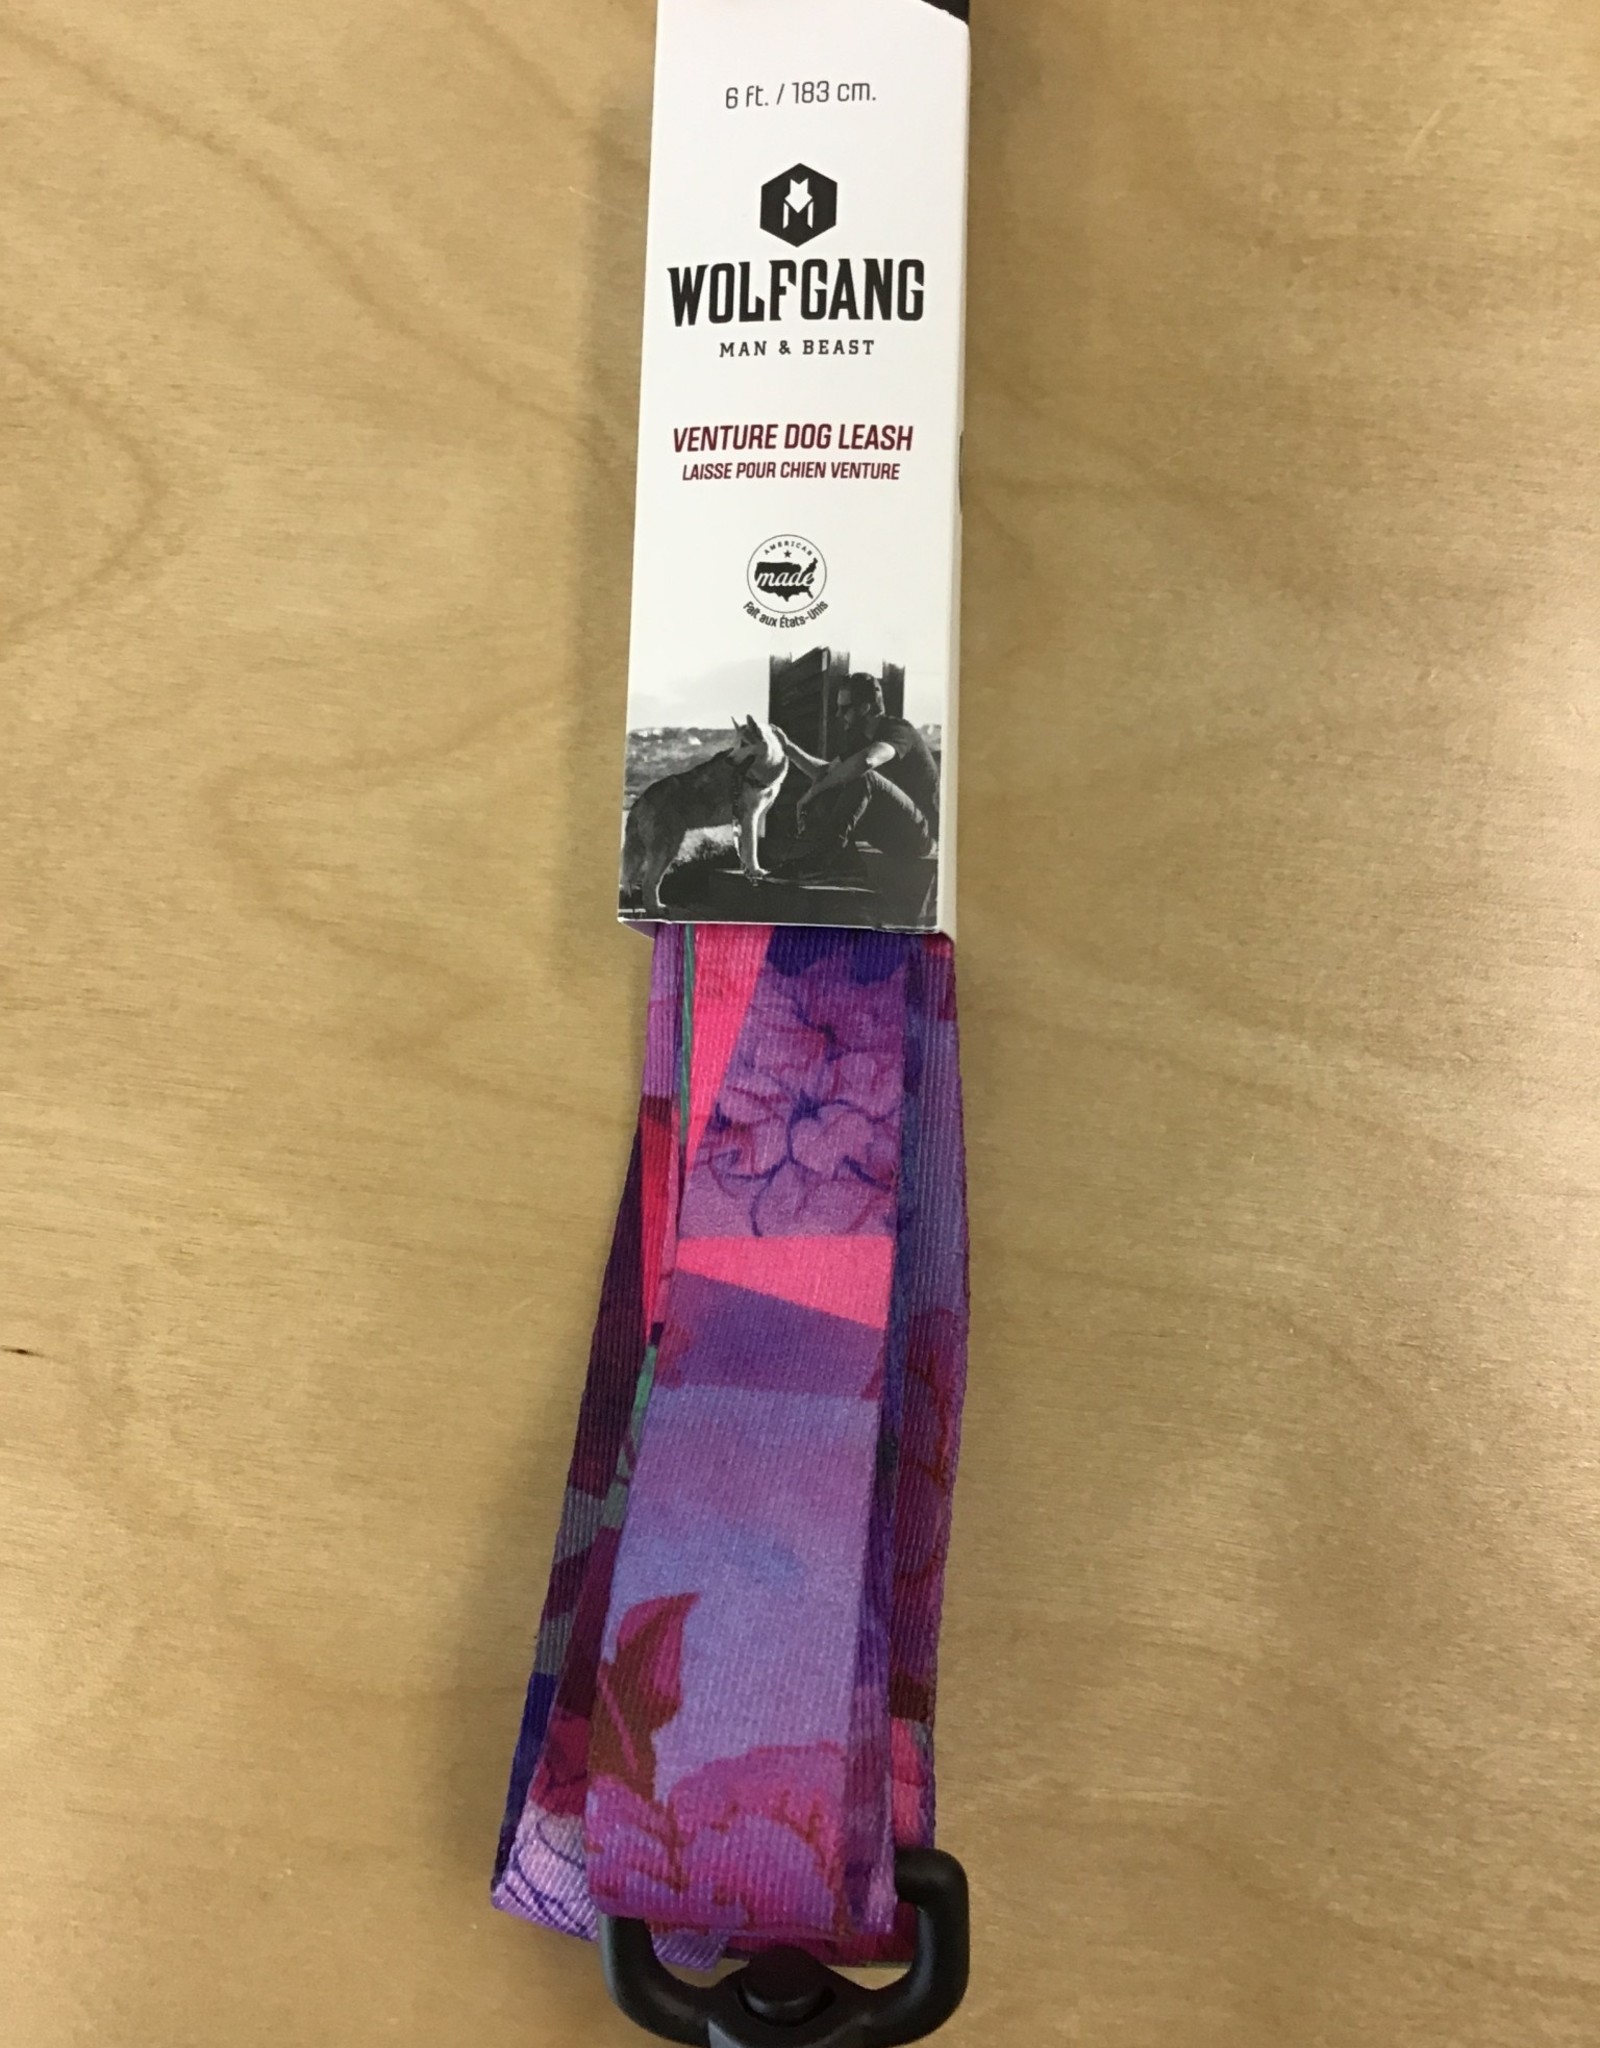 6 ft. / 183 cm.
WOLFGANG
MAN & BEAST
VENTURE DOG LEASH
LAISSE POUR CHIEN VENTURE
AMERICAN
made
Fait aux États-Unis